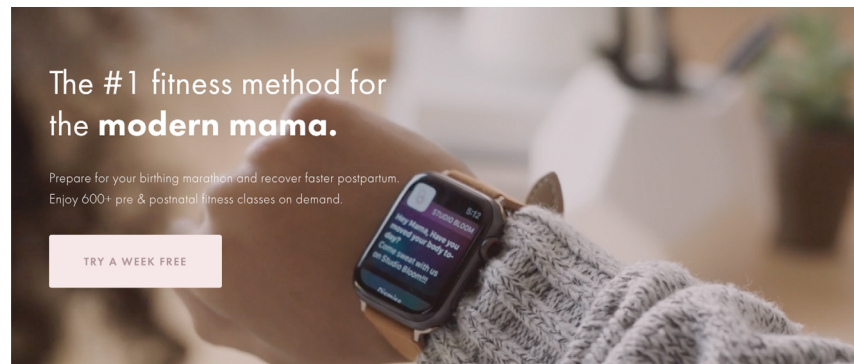 The #1 fitness method for
the modern mama.
Prepare for your birthing marathon and recover faster postpartum.
Enjoy 600+ pre & postnatal fitness classes on demand.
TRY A WEEK FREE
5:12
STUDIO BLOOM
Hey Mama, Have you
moved your body to-
day?
Come sweat with us
on Studio Bloom!!!
Dismiss